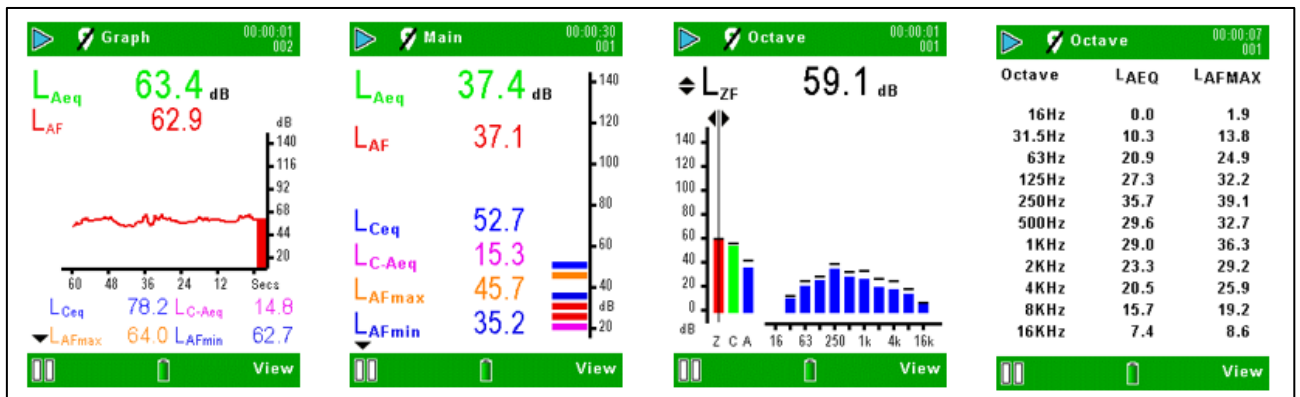 Graph 00:00:01
002
LAeq 63.4 dB
LAF 62.9
dB
140
116
92
68
44
20
60 48 36 24 12 Secs
LCeq 78.2 LC-Aeq 14.8
LAFmax 64.0 LAFmin 62.7
View
Main 00:00:30
001
LAeq 37.4 dB
LAF 37.1
LCeq 52.7
LC-Aeq 15.3
LAFmax 45.7
LAFmin 35.2
140
120
100
80
60
40
dB
20
View
Octave 00:00:01
001
LZF 59.1 dB
140
120
100
80
60
40
20
0
dB
Z C A 16 63 250 1k 4k 16k
View
Octave 00:00:07
001
Octave LAEQ LAFMAX
16Hz 0.0 1.9
31.5Hz 10.3 13.8
63Hz 20.9 24.9
125Hz 27.3 32.2
250Hz 35.7 39.1
500Hz 29.6 32.7
1KHz 29.0 36.3
2KHz 23.3 29.2
4KHz 20.5 25.9
8KHz 15.7 19.2
16KHz 7.4 8.6
View